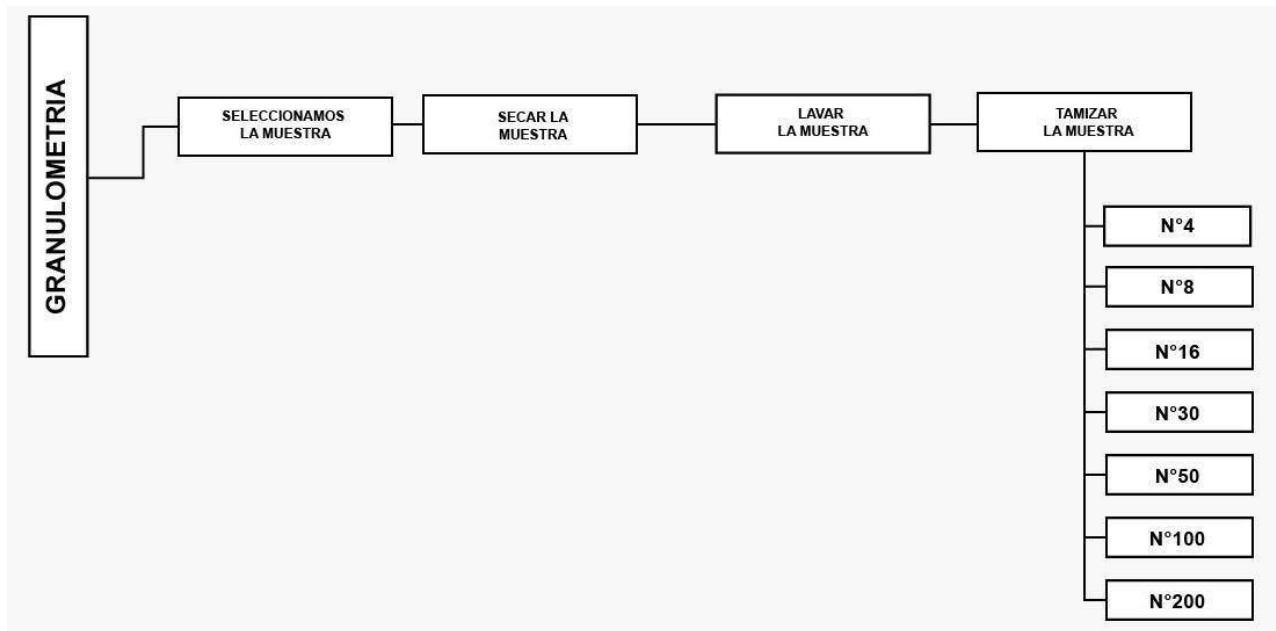 GRANULOMETRIA
SELECCIONAMOS
LA MUESTRA
SECAR LA
MUESTRA
LAVAR
LA MUESTRA
TAMIZAR
LA MUESTRA
N°4
N°8
N°16
N°30
N°50
N°100
N°200